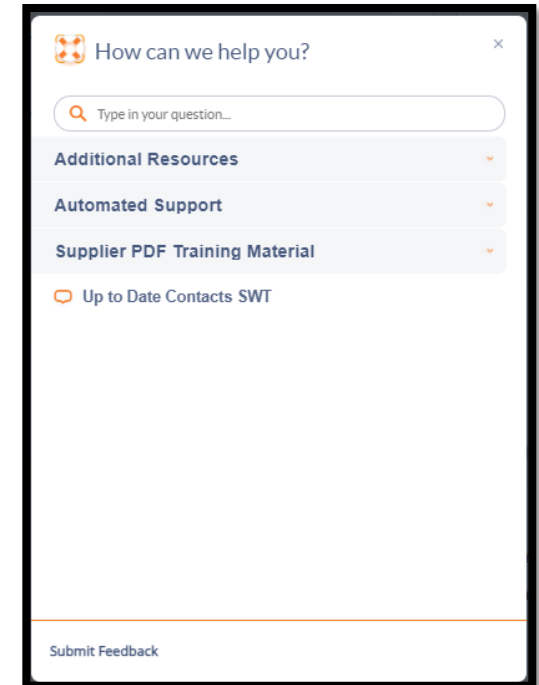 How can we help you?
Type in your question...
Additional Resources
Automated Support
Supplier PDF Training Material
Up to Date Contacts SWT
Submit Feedback